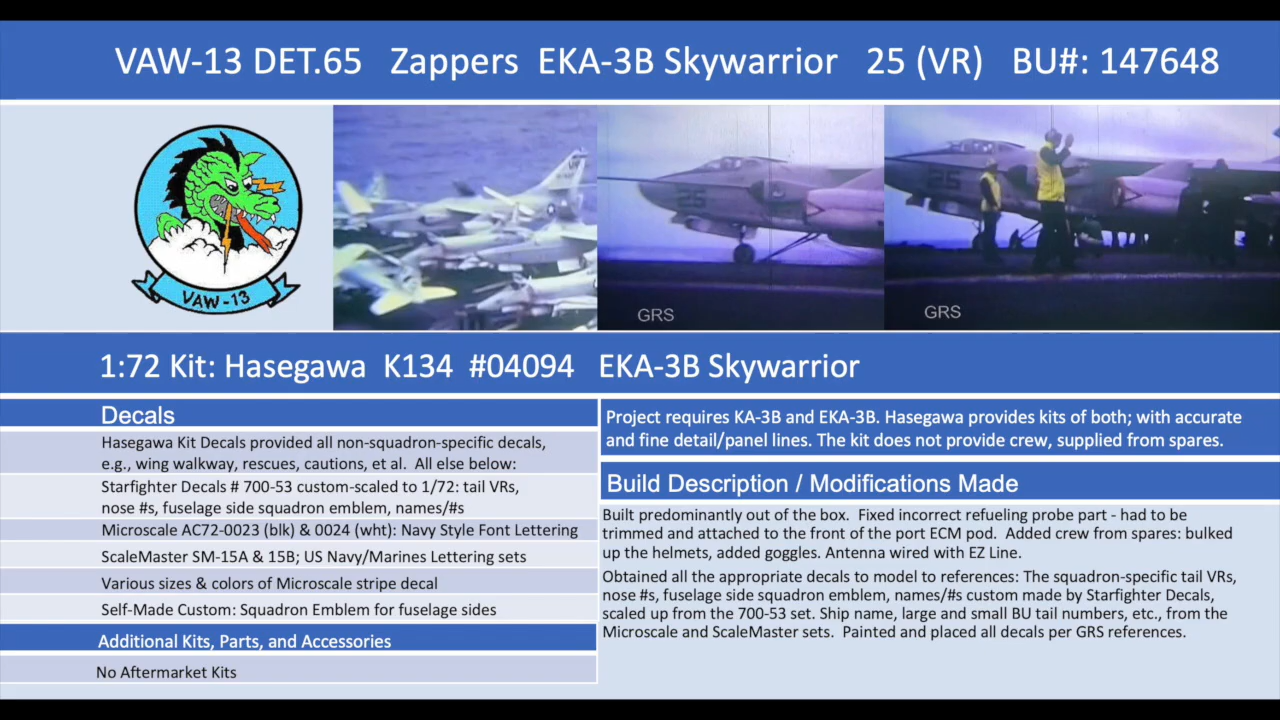 VAW-13 DET.65 Zappers EKA-3B Skywarrior 25 (VR) BU#: 147648
VAW-13
VR
25
GRS
25
GRS
1:72 Kit: Hasegawa K134 #04094 EKA-3B Skywarrior
Decals
Hasegawa Kit Decals provided all non-squadron-specific decals,
e.g., wing walkway, rescues, cautions, et al. All else below:
Starfighter Decals # 700-53 custom-scaled to 1/72: tail VRs,
nose #s, fuselage side squadron emblem, names/#s
Microscale AC72-0023 (blk) & 0024 (wht): Navy Style Font Lettering
ScaleMaster SM-15A & 15B; US Navy/Marines Lettering sets
Various sizes & colors of Microscale stripe decal
Self-Made Custom: Squadron Emblem for fuselage sides
Additional Kits, Parts, and Accessories
No Aftermarket Kits
Project requires KA-3B and EKA-3B. Hasegawa provides kits of both; with accurate
and fine detail/panel lines. The kit does not provide crew, supplied from spares.
Build Description / Modifications Made
Built predominantly out of the box. Fixed incorrect refueling probe part - had to be
trimmed and attached to the front of the port ECM pod. Added crew from spares: bulked
up the helmets, added goggles. Antenna wired with EZ Line.
Obtained all the appropriate decals to model to references: The squadron-specific tail VRs,
nose #s, fuselage side squadron emblem, names/#s custom made by Starfighter Decals,
scaled up from the 700-53 set. Ship name, large and small BU tail numbers, etc., from the
Microscale and ScaleMaster sets. Painted and placed all decals per GRS references.